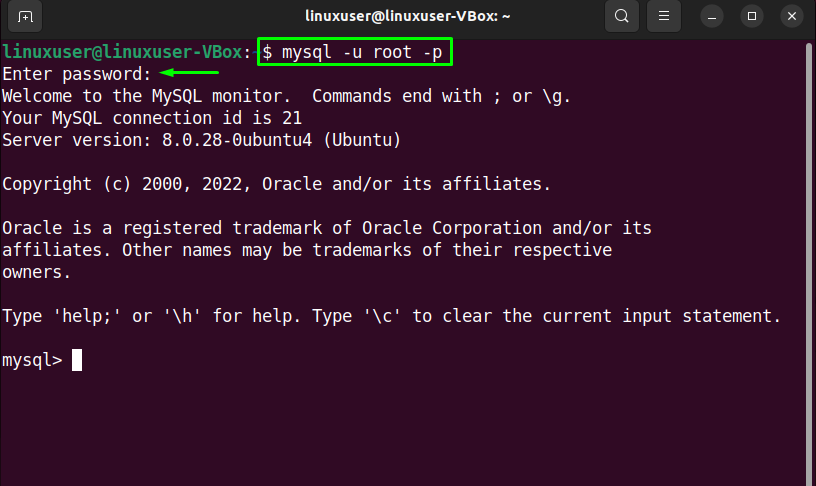 linuxuser@linuxuser-VBox: ~
linuxuser@linuxuser-VBox:~$ mysql -u root -p
Enter password:
Welcome to the MySQL monitor.  Commands end with ; or \g.
Your MySQL connection id is 21
Server version: 8.0.28-0ubuntu4 (Ubuntu)
Copyright (c) 2000, 2022, Oracle and/or its affiliates.
Oracle is a registered trademark of Oracle Corporation and/or its
affiliates. Other names may be trademarks of their respective
owners.
Type 'help;' or '\h' for help. Type '\c' to clear the current input statement.
mysql>